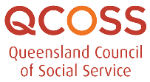 QCOSS
Queensland Council
of Social Service